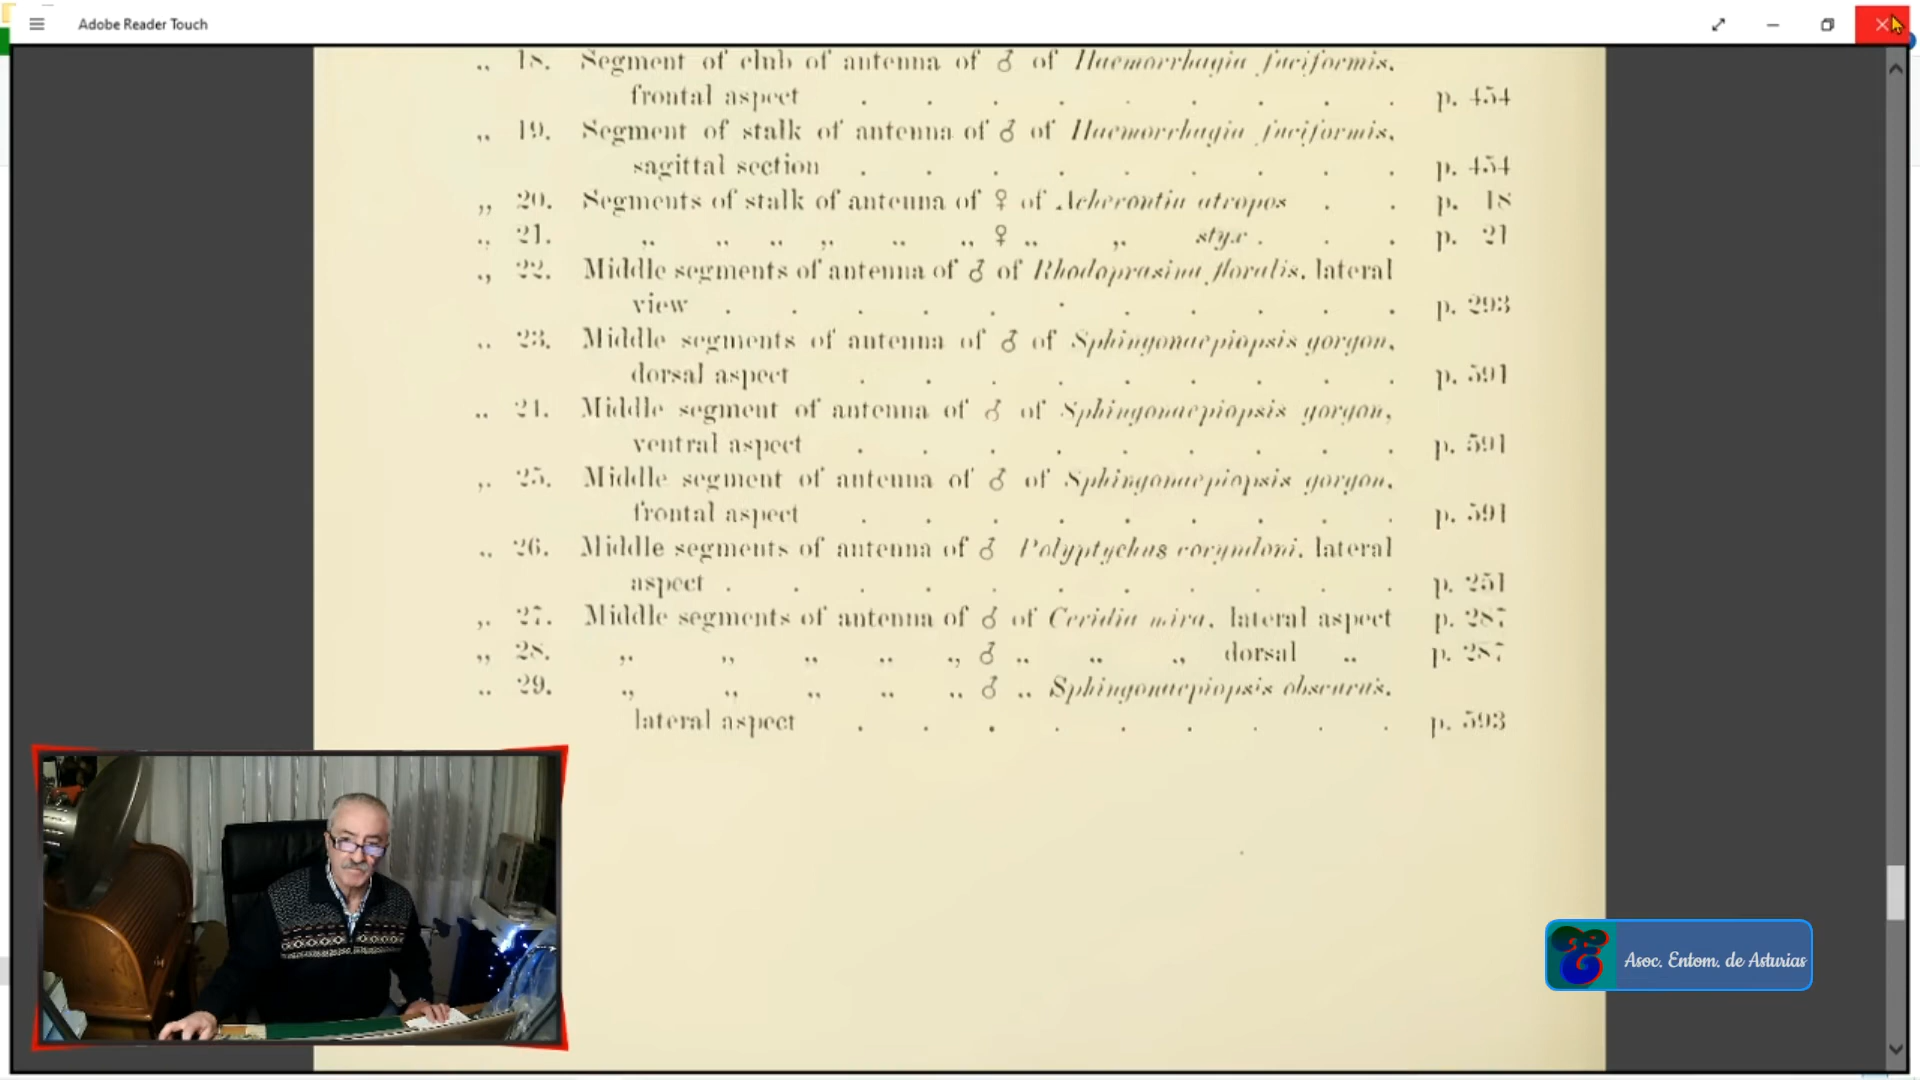 Adobe Reader Touch
,, 18. Segment of club of antenna of ♂ of Haemorrhagia fuciformis,
frontal aspect . . . . . . . . . p. 454
,, 19. Segment of stalk of antenna of ♂ of Haemorrhagia fuciformis,
sagittal section . . . . . . . . . p. 454
,, 20. Segments of stalk of antenna of ♀ of Acherontia atropos . . p. 18
,, 21. ,, ,, ,, ,, ,, ,, ♀ ,, ,, styx . . . p. 21
,, 22. Middle segments of antenna of ♂ of Rhodoprasina floralis, lateral
view . . . . . . . . . . . p. 293
,, 23. Middle segments of antenna of ♂ of Sphingonaepiopsis gorgon,
dorsal aspect . . . . . . . . . p. 591
,, 24. Middle segment of antenna of ♂ of Sphingonaepiopsis gorgon,
ventral aspect . . . . . . . . . p. 591
,, 25. Middle segment of antenna of ♂ of Sphingonaepiopsis gorgon,
frontal aspect . . . . . . . . . p. 591
,, 26. Middle segments of antenna of ♂ Polyptychus coryndoni, lateral
aspect . . . . . . . . . . . p. 251
,, 27. Middle segments of antenna of ♂ of Ceridia mira, lateral aspect p. 287
,, 28. ,, ,, ,, ,, ,, ♂ ,, ,, ,, dorsal ,, p. 287
,, 29. ,, ,, ,, ,, ,, ♂ ,, Sphingonaepiopsis obscurus,
lateral aspect . . . . . . . . . p. 593
Asoc. Entom. de Asturias